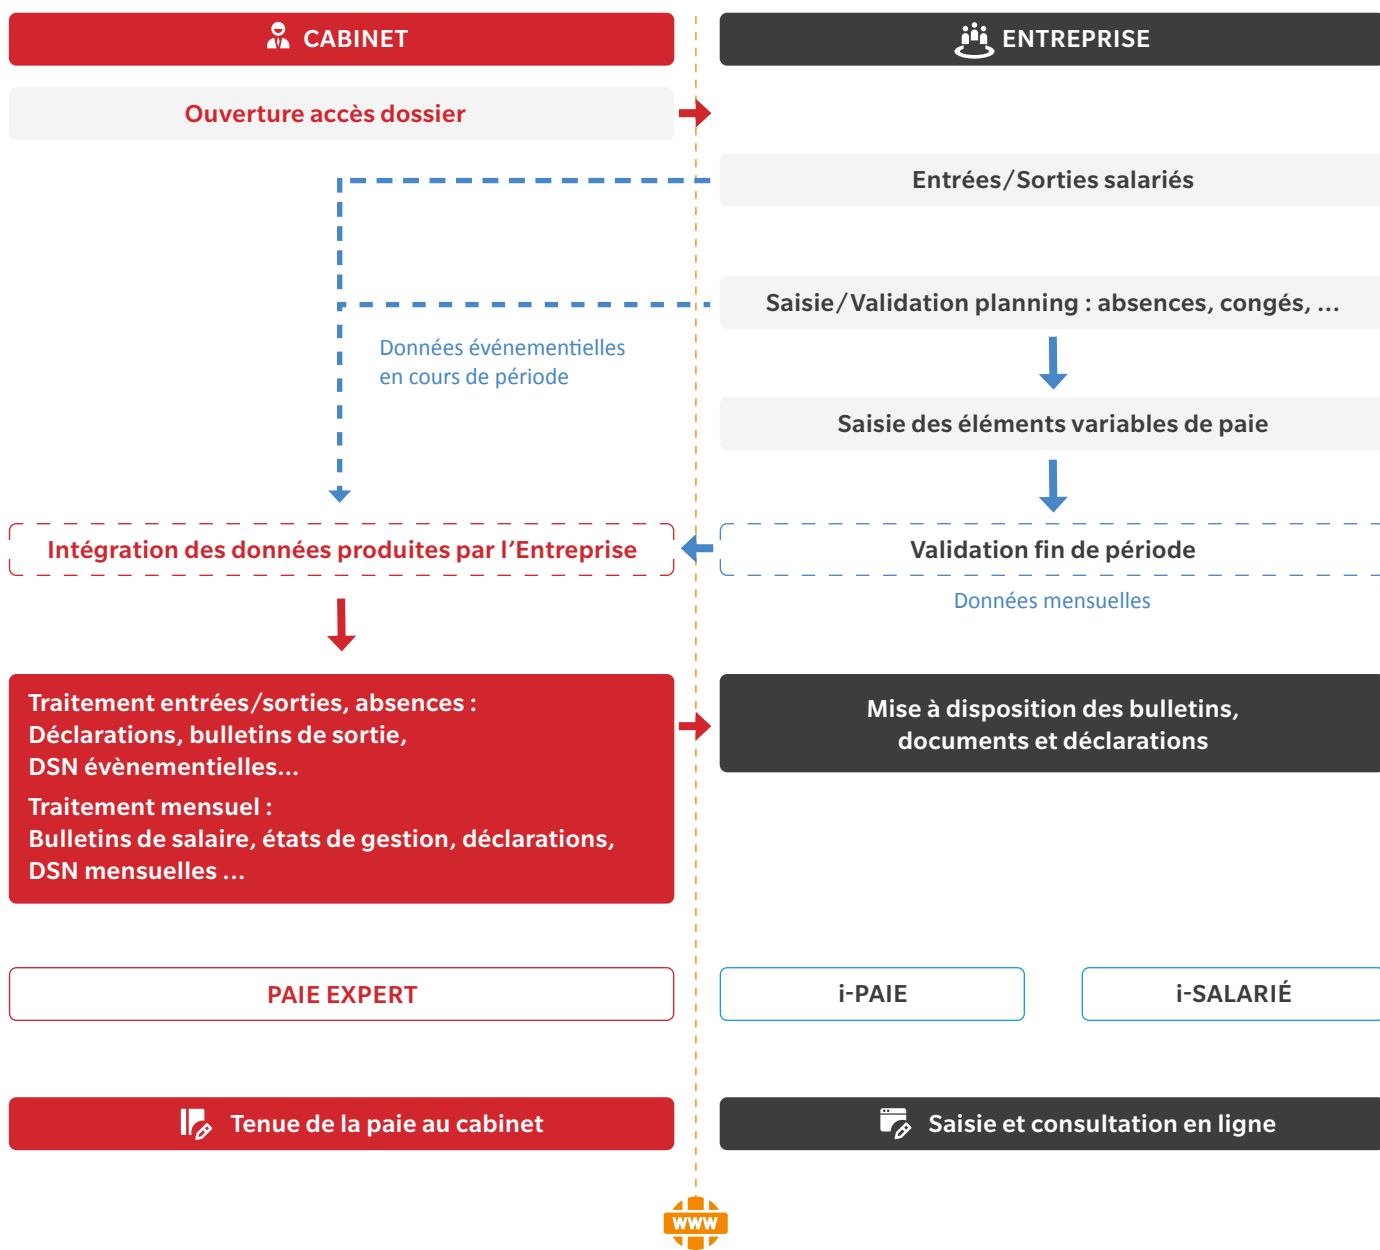 CABINET
ENTREPRISE
Ouverture accès dossier
Entrées/Sorties salariés
Saisie/Validation planning : absences, congés, ...
Données événementielles
en cours de période
Saisie des éléments variables de paie
Intégration des données produites par l’Entreprise
Validation fin de période
Données mensuelles
Traitement entrées/sorties, absences :
Déclarations, bulletins de sortie,
DSN évènementielles...
Traitement mensuel :
Bulletins de salaire, états de gestion, déclarations,
DSN mensuelles ...
Mise à disposition des bulletins,
documents et déclarations
PAIE EXPERT
i-PAIE
i-SALARIÉ
Tenue de la paie au cabinet
Saisie et consultation en ligne
WWW